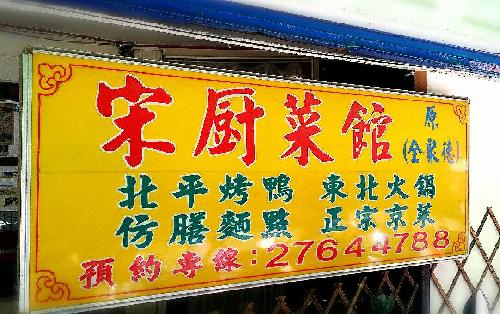 宋厨菜館
原
(全聚德)
北平烤鴨 東北火鍋
仿膳麵點 正宗京菜
預約專線:27644788